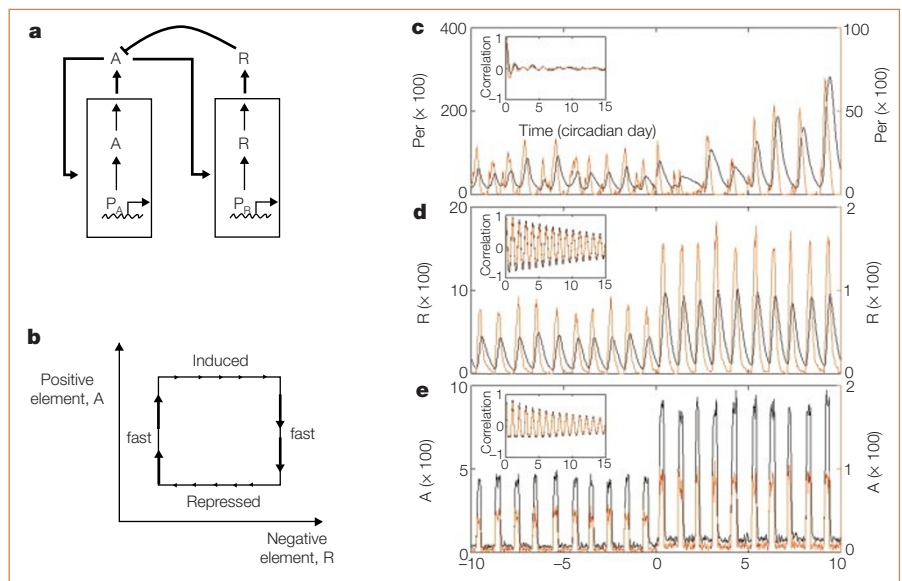 a
A
R
A
R
P_A
P_R
b
Positive
element, A
Induced
fast
fast
Repressed
Negative
element, R
c
400
200
0
Per (× 100)
100
50
0
Per (× 100)
Correlation
1
0
−1
0 5 10 15
Time (circadian day)
d
20
10
0
R (× 100)
2
1
0
R (× 100)
Correlation
1
0
−1
0 5 10 15
e
10
5
0
A (× 100)
2
1
0
A (× 100)
Correlation
1
0
−1
0 5 10 15
−10 −5 0 5 10